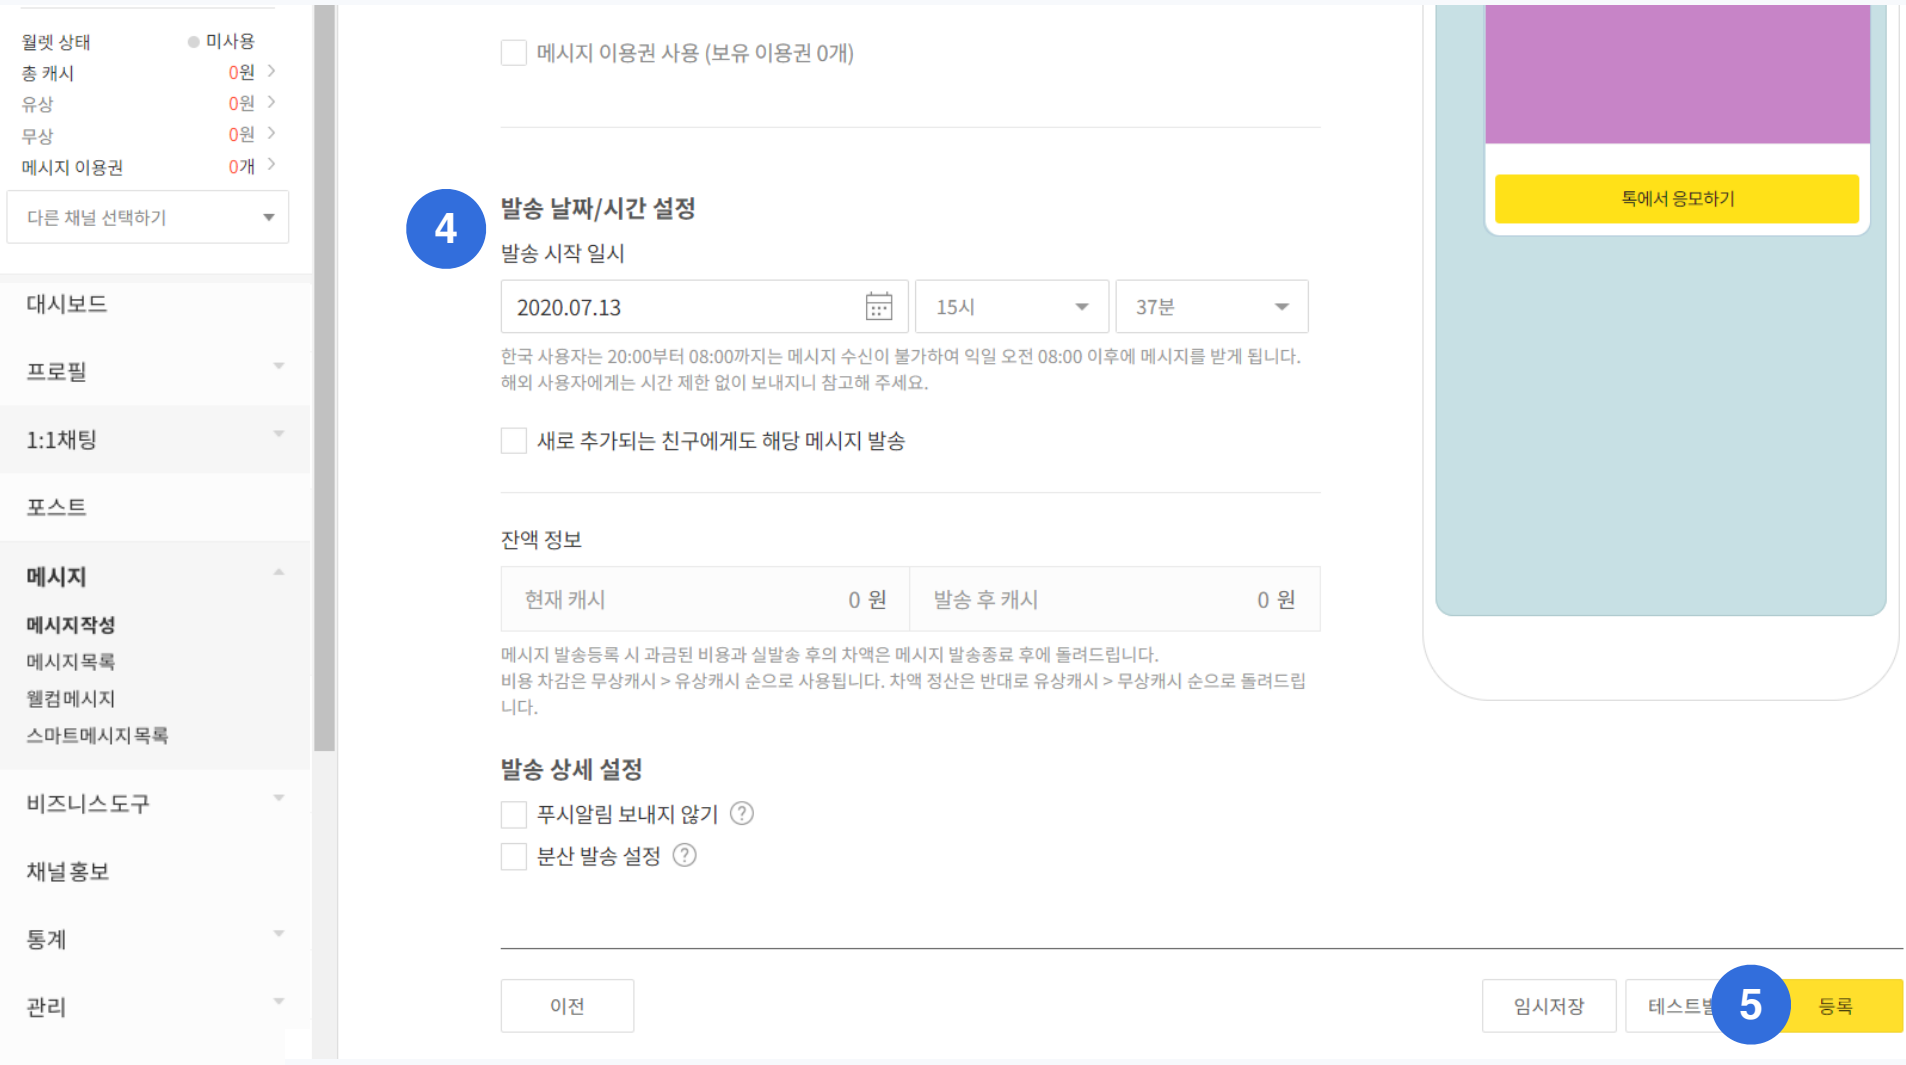 월렛 상태 미사용
총 캐시 0원
유상 0원
무상 0원
메시지 이용권 0개
다른 채널 선택하기
대시보드
프로필
1:1채팅
포스트
메시지
메시지작성
메시지목록
웰컴메시지
스마트메시지목록
비즈니스도구
채널홍보
통계
관리
메시지 이용권 사용 (보유 이용권 0개)
4
발송 날짜/시간 설정
발송 시작 일시
2020.07.13 15시 37분
한국 사용자는 20:00부터 08:00까지는 메시지 수신이 불가하여 익일 오전 08:00 이후에 메시지를 받게 됩니다.
해외 사용자에게는 시간 제한 없이 보내지니 참고해 주세요.
새로 추가되는 친구에게도 해당 메시지 발송
잔액 정보
현재 캐시 0 원 발송 후 캐시 0 원
메시지 발송등록 시 과금된 비용과 실발송 후의 차액은 메시지 발송종료 후에 돌려드립니다.
비용 차감은 무상캐시 > 유상캐시 순으로 사용됩니다. 차액 정산은 반대로 유상캐시 > 무상캐시 순으로 돌려드립
니다.
발송 상세 설정
푸시알림 보내지 않기 ?
분산 발송 설정 ?
이전 임시저장 테스트 5 등록
톡에서 응모하기